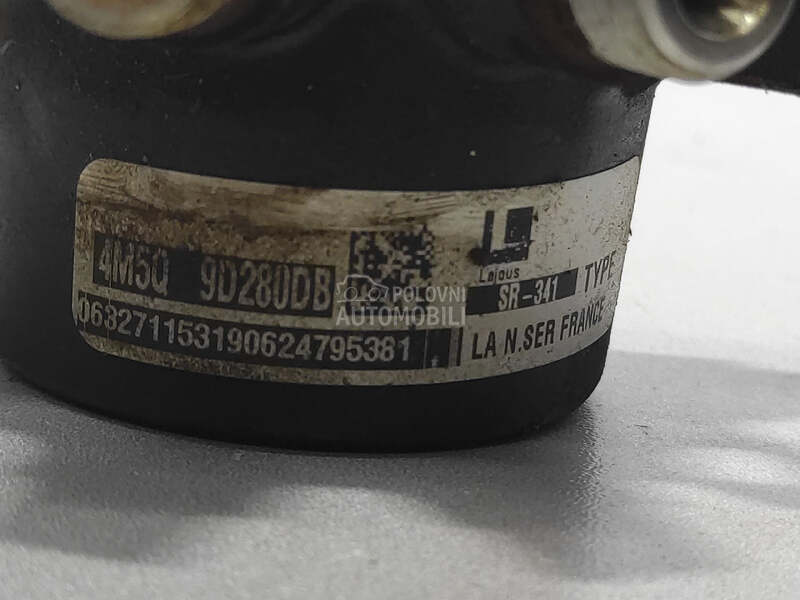 4M5Q 9D280DB
Lajous
SR-341 TYPE
POLOVNI
AUTOMOBILI
063271153190624795381
LA N.SER FRANCE